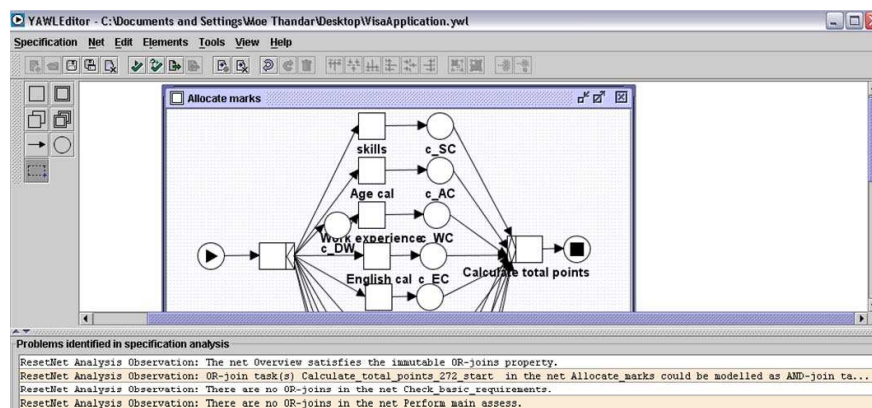 YAWLEditor - C:\Documents and Settings\Moe Thandar\Desktop\VisaApplication.ywl
Specification Net Edit Elements Tools View Help
Allocate marks
skills c_SC
Age cal c_AC
Work experience c_WC
c_DW
Calculate total points
English cal c_EC
Problems identified in specification analysis
ResetNet Analysis Observation: The net Overview satisfies the immutable OR-joins property.
ResetNet Analysis Observation: OR-join task(s) Calculate_total_points_272_start in the net Allocate_marks could be modelled as AND-join ta...
ResetNet Analysis Observation: There are no OR-joins in the net Check_basic_requirements.
ResetNet Analysis Observation: There are no OR-joins in the net Perform main assess.